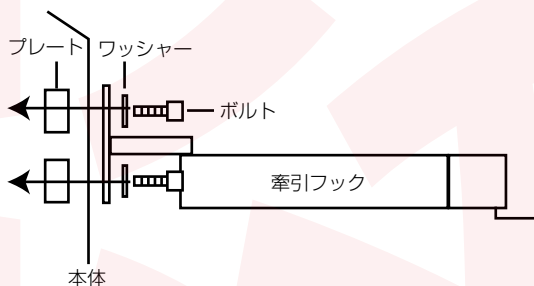 プレート
ワッシャー
ボルト
牽引フック
本体